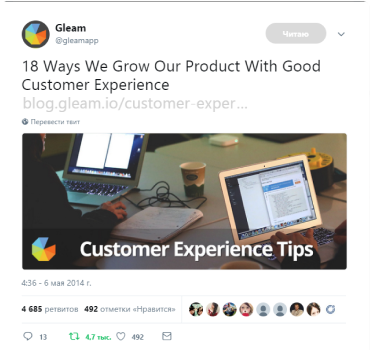 Gleam
@gleamapp
Читаю
18 Ways We Grow Our Product With Good
Customer Experience
blog.gleam.io/customer-exper...
Перевести твит
Customer Experience Tips
4:36 - 6 мая 2014 г.
4 685 ретвитов 492 отметки «Нравится»
13 4,7 тыс. 492